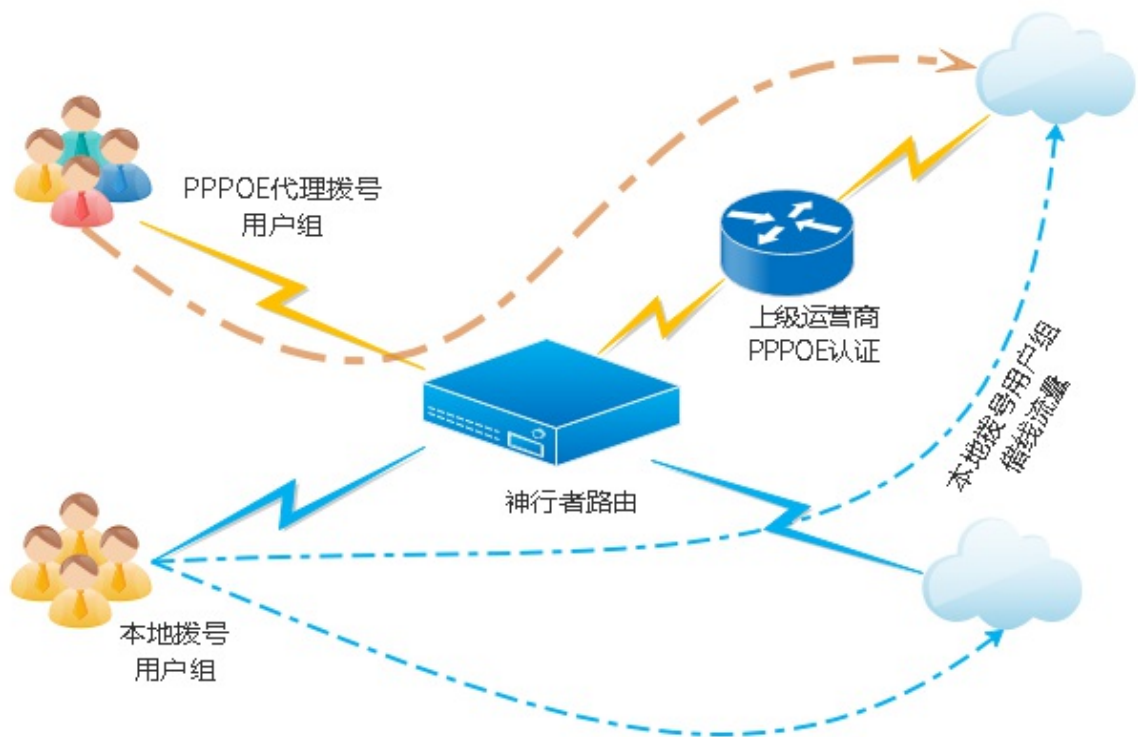 PPPOE代理拨号
用户组
上级运营商
PPPOE认证
本地拨号用户组
借线流量
神行者路由
本地拨号
用户组